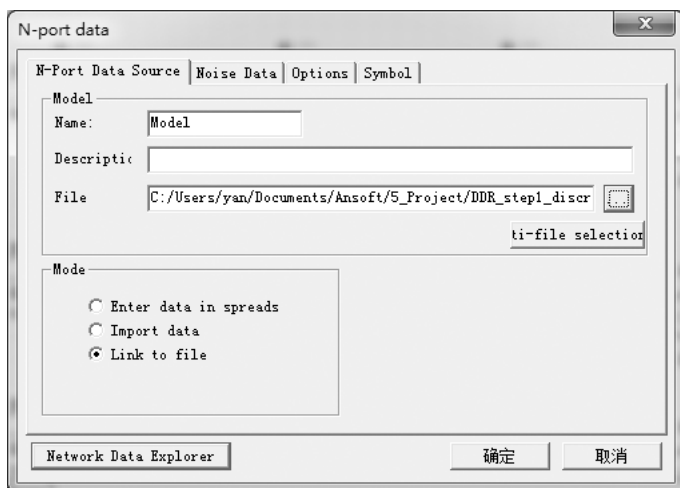 N-port data
N-Port Data Source Noise Data Options Symbol
Model
Name: Model
Descriptic
File C:/Users/yan/Documents/Ansoft/5_Project/DDR_step1_discr ...
ti-file selection
Mode
Enter data in spreads
Import data
Link to file
Network Data Explorer 确定 取消